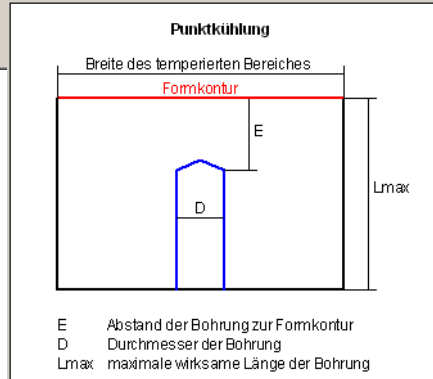 Punktkühlung
Breite des temperierten Bereiches
Formkontur
E
D
Lmax
E Abstand der Bohrung zur Formkontur
D Durchmesser der Bohrung
Lmax maximale wirksame Länge der Bohrung